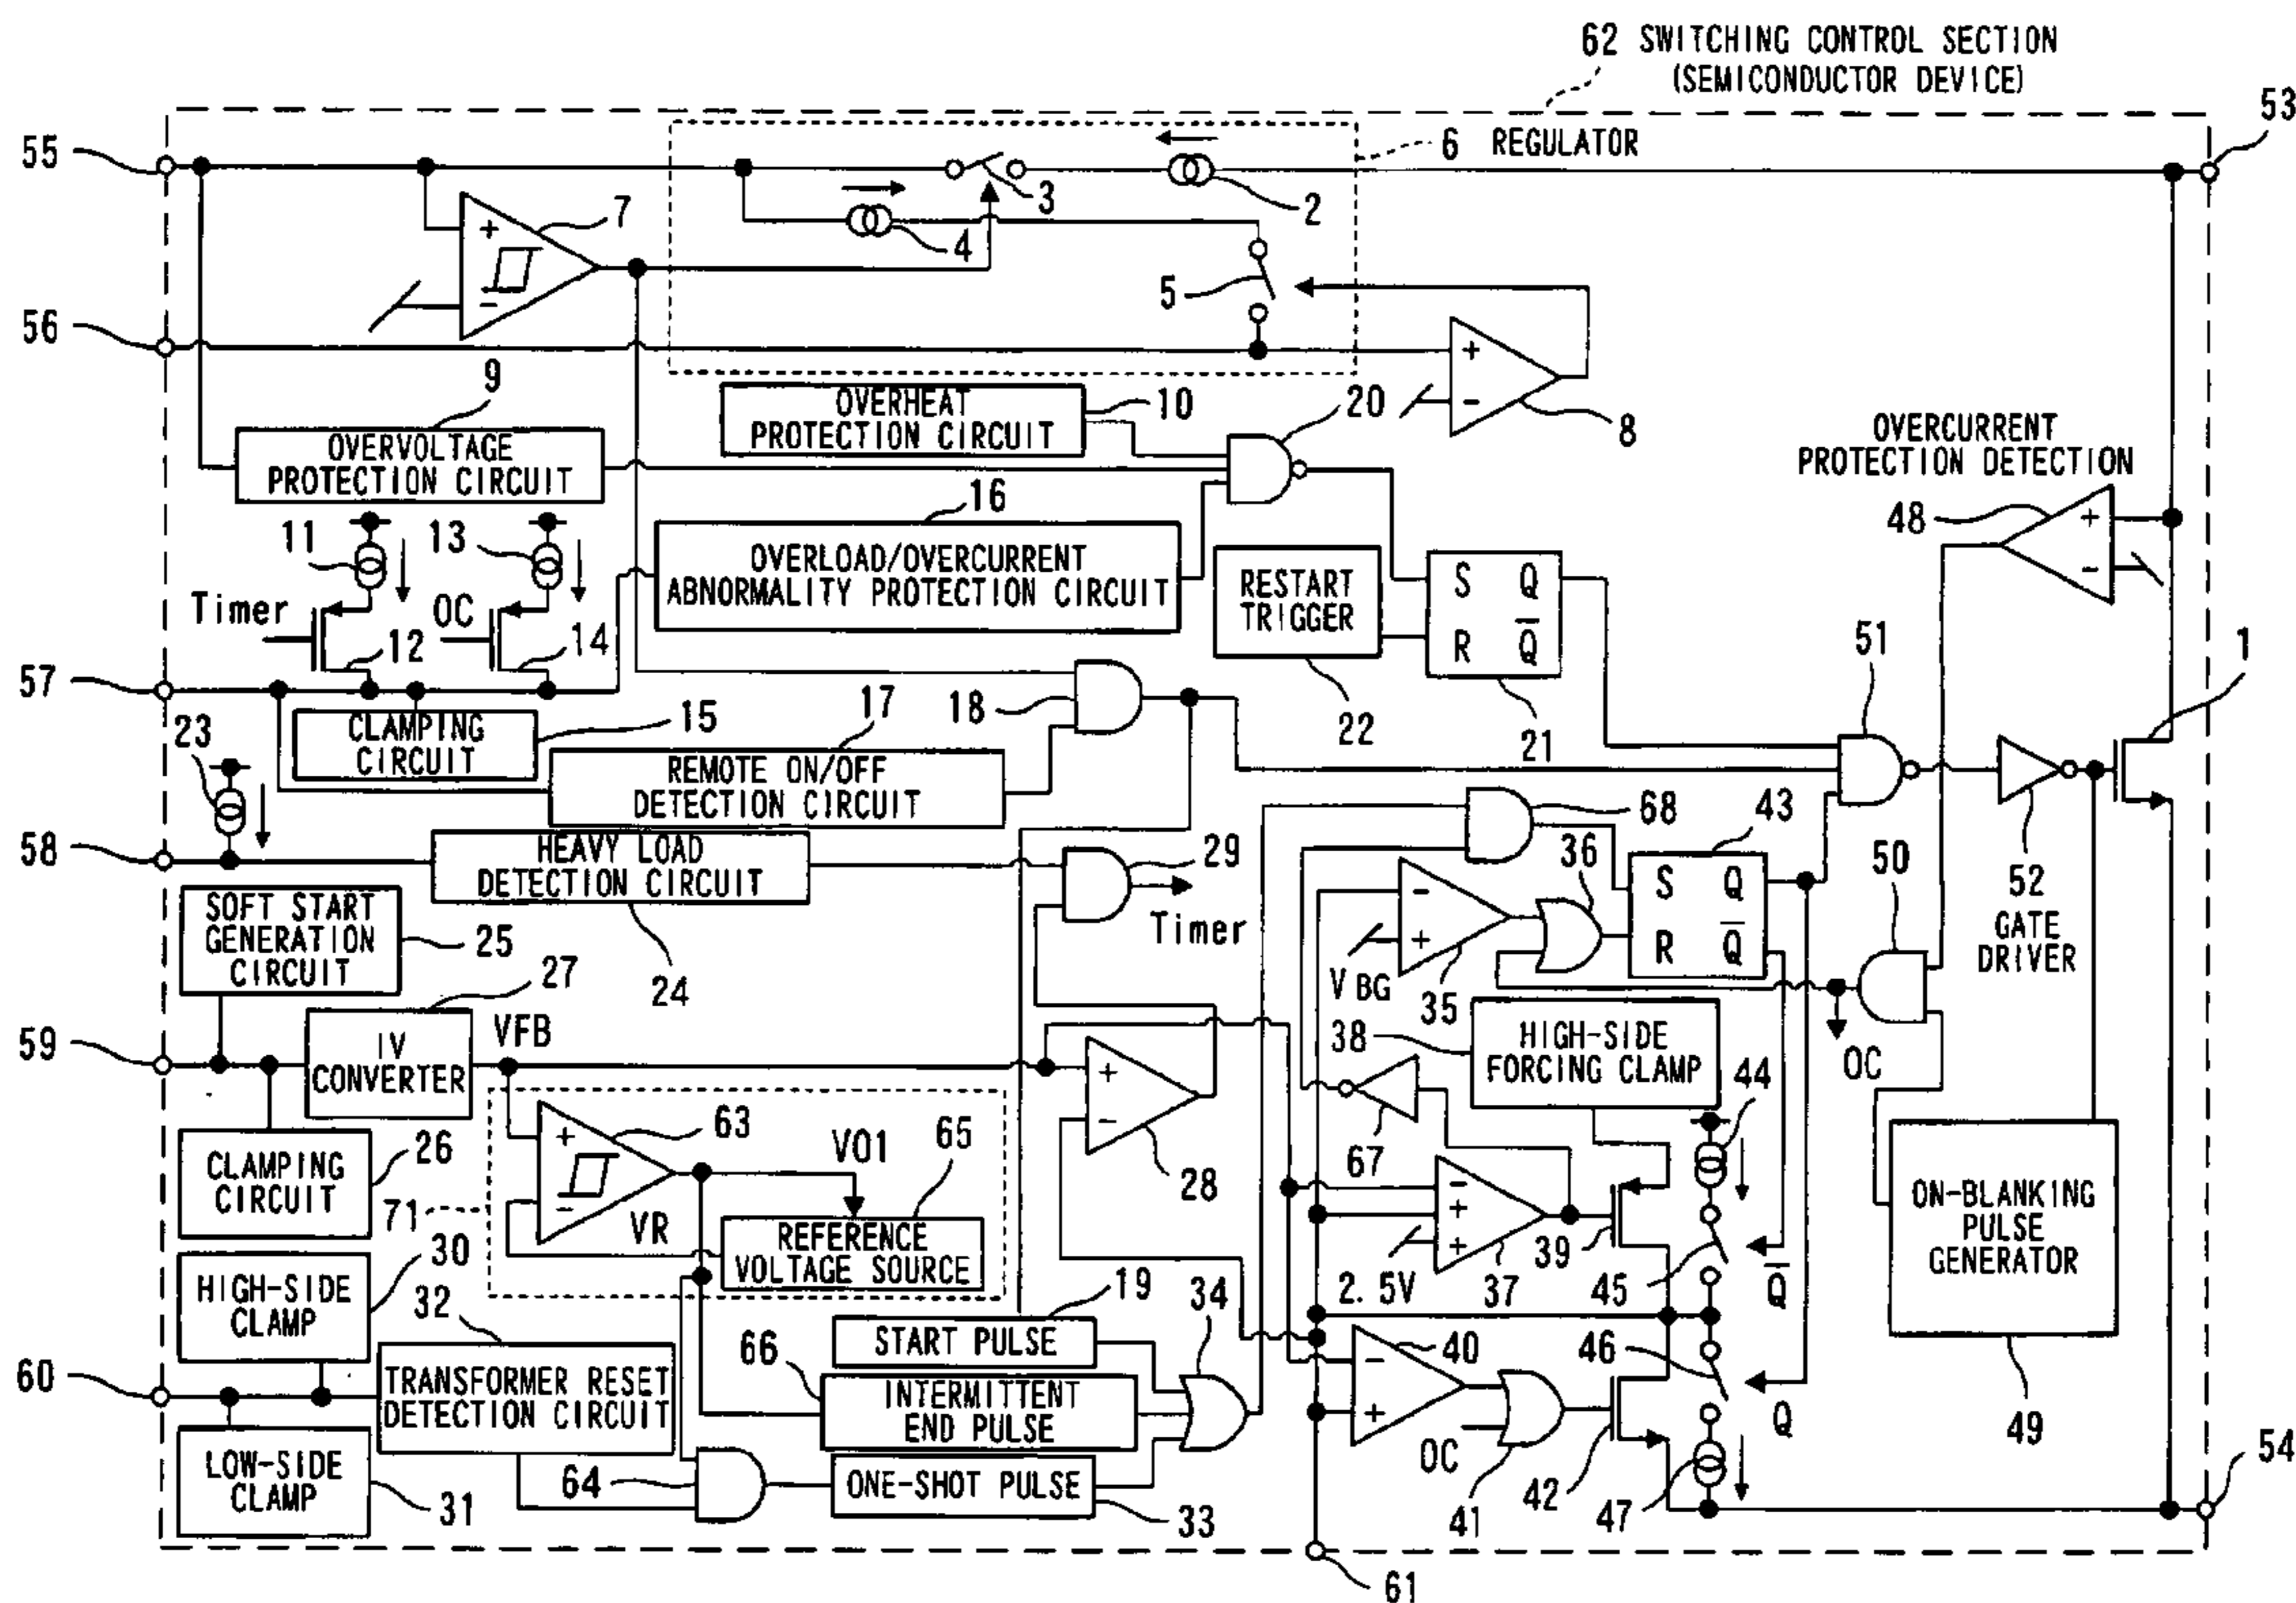 62 SWITCHING CONTROL SECTION
(SEMICONDUCTOR DEVICE)
53
55
6 REGULATOR
3
2
7
+
−
4
5
56
+
−
8
9
OVERVOLTAGE
PROTECTION CIRCUIT
OVERHEAT
PROTECTION CIRCUIT
10
20
OVERCURRENT
PROTECTION DETECTION
48
+
−
11
13
Timer
OC
12
14
16
OVERLOAD/OVERCURRENT
ABNORMALITY PROTECTION CIRCUIT
RESTART
TRIGGER
22
S Q
R Q̅
21
51
1
57
CLAMPING
CIRCUIT
15
17
REMOTE ON/OFF
DETECTION CIRCUIT
18
23
58
HEAVY LOAD
DETECTION CIRCUIT
24
29
Timer
68
36
43
−
+
V BG
35
S Q
R Q̅
50
52
GATE
DRIVER
OC
SOFT START
GENERATION
CIRCUIT
25
27
59
IV
CONVERTER
VFB
+
−
28
38
HIGH-SIDE
FORCING CLAMP
44
67
CLAMPING
CIRCUIT
26
71
+
−
63
VR
VO1
65
REFERENCE
VOLTAGE SOURCE
−
+
+
2.5V
37
39
45
Q̅
ON-BLANKING
PULSE
GENERATOR
49
30
HIGH-SIDE
CLAMP
60
32
TRANSFORMER RESET
DETECTION CIRCUIT
19
START PULSE
34
66
INTERMITTENT
END PULSE
−
+
40
46
Q
LOW-SIDE
CLAMP
31
64
ONE-SHOT PULSE
33
OC
41
42
47
54
61